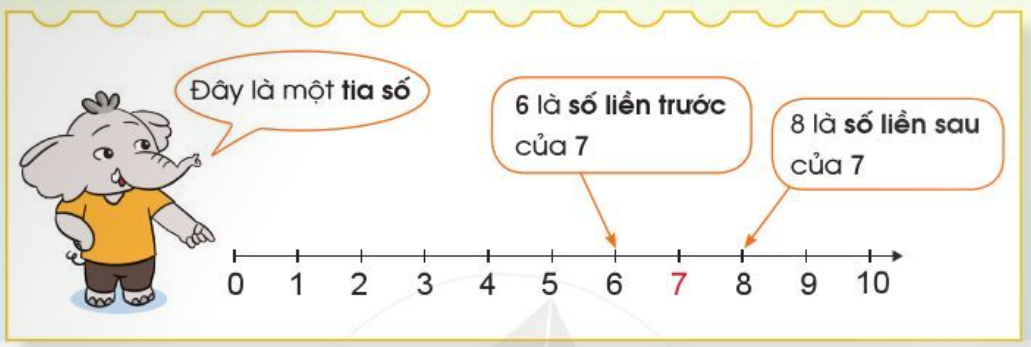 Đây là một tia số
6 là số liền trước
của 7
8 là số liền sau
của 7
0 1 2 3 4 5 6 7 8 9 10